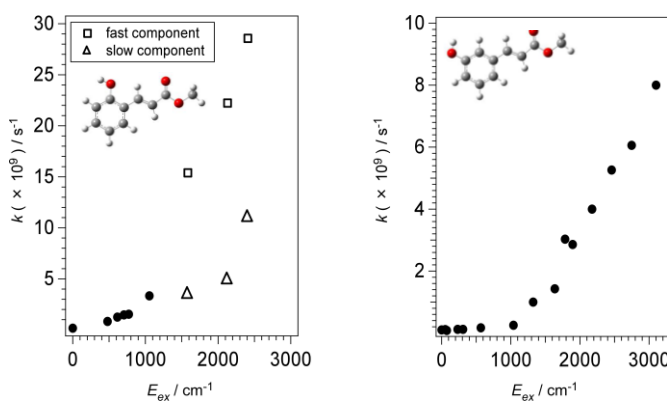 30
25
20
15
10
5
k ( × 10⁹) / s⁻¹
fast component
slow component
0 1000 2000 3000
E_ex / cm⁻¹
10
8
6
4
2
k ( × 10⁹) / s⁻¹
0 1000 2000 3000
E_ex / cm⁻¹